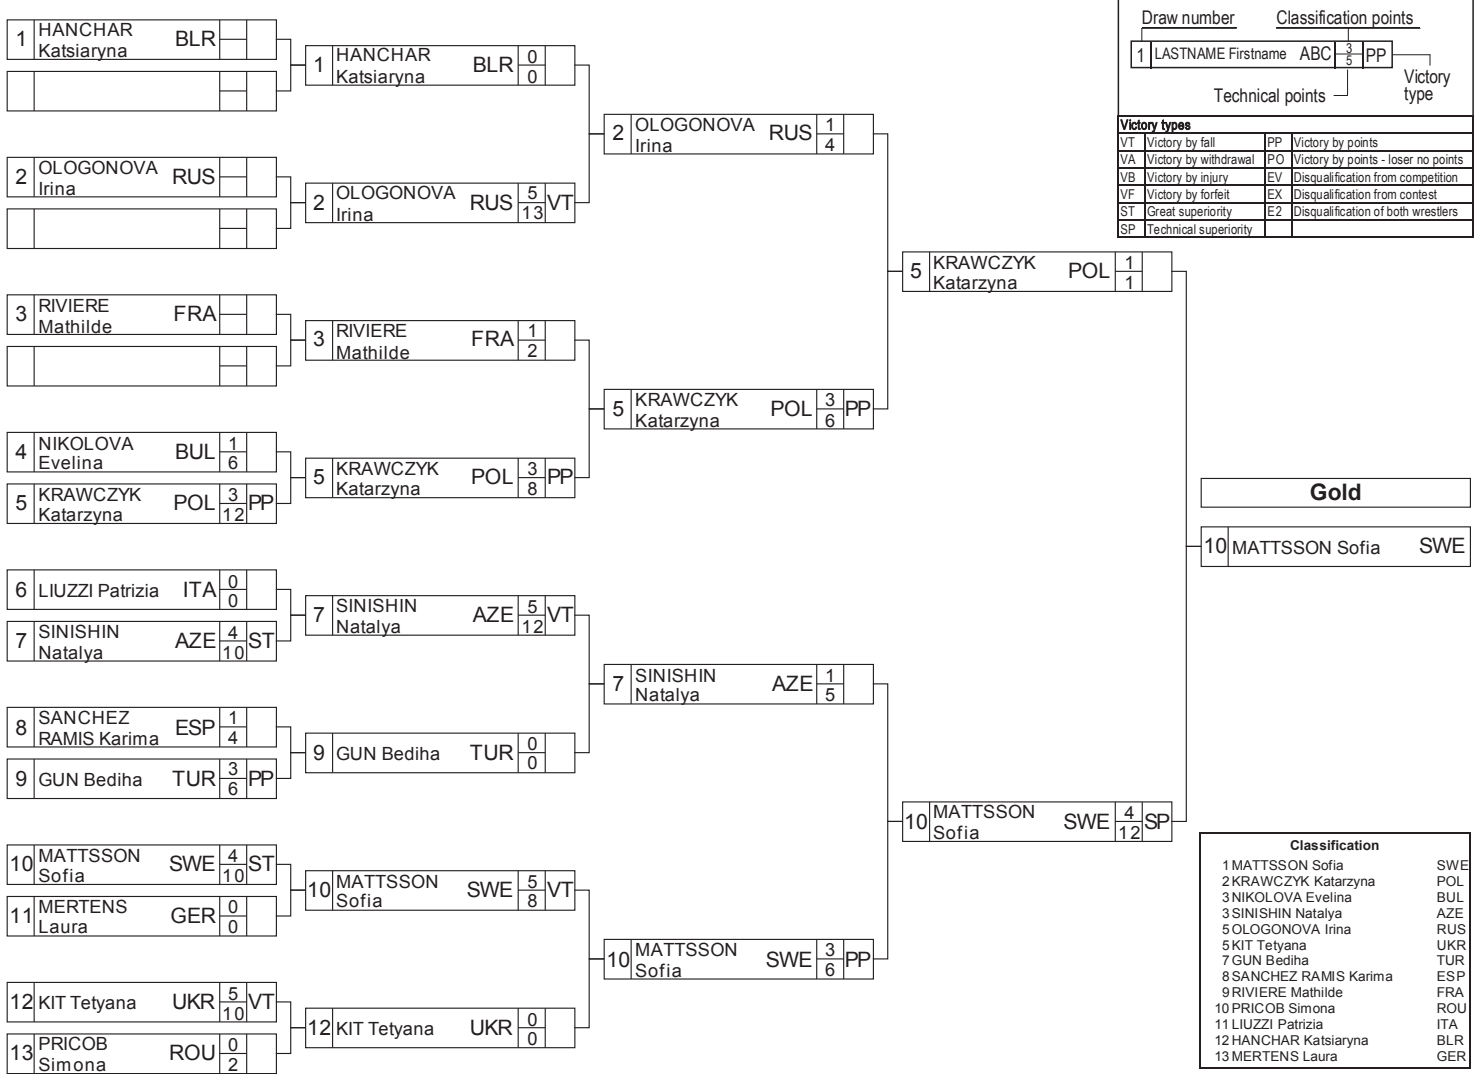 Draw number Classification points
1 LASTNAME Firstname ABC 3 5 PP
Technical points
Victory type
Victory types
VT Victory by fall PP Victory by points
VA Victory by withdrawal PO Victory by points - loser no points
VB Victory by injury EV Disqualification from competition
VF Victory by forfeit EX Disqualification from contest
ST Great superiority E2 Disqualification of both wrestlers
SP Technical superiority
1 HANCHAR Katsiaryna BLR
2 OLOGONOVA Irina RUS
3 RIVIERE Mathilde FRA
4 NIKOLOVA Evelina BUL 1 6
5 KRAWCZYK Katarzyna POL 3 12 PP
6 LIUZZI Patrizia ITA 0 0
7 SINISHIN Natalya AZE 4 10 ST
8 SANCHEZ RAMIS Karima ESP 1 4
9 GUN Bediha TUR 3 6 PP
10 MATTSSON Sofia SWE 4 10 ST
11 MERTENS Laura GER 0 0
12 KIT Tetyana UKR 5 10 VT
13 PRICOB Simona ROU 0 2
1 HANCHAR Katsiaryna BLR 0 0
2 OLOGONOVA Irina RUS 5 13 VT
3 RIVIERE Mathilde FRA 1 2
5 KRAWCZYK Katarzyna POL 3 8 PP
7 SINISHIN Natalya AZE 5 12 VT
9 GUN Bediha TUR 0 0
10 MATTSSON Sofia SWE 5 8 VT
12 KIT Tetyana UKR 0 0
2 OLOGONOVA Irina RUS 1 4
5 KRAWCZYK Katarzyna POL 3 6 PP
7 SINISHIN Natalya AZE 1 5
10 MATTSSON Sofia SWE 3 6 PP
5 KRAWCZYK Katarzyna POL 1 1
10 MATTSSON Sofia SWE 4 12 SP
Gold
10 MATTSSON Sofia SWE
Classification
1 MATTSSON Sofia SWE
2 KRAWCZYK Katarzyna POL
3 NIKOLOVA Evelina BUL
3 SINISHIN Natalya AZE
5 OLOGONOVA Irina RUS
5 KIT Tetyana UKR
7 GUN Bediha TUR
8 SANCHEZ RAMIS Karima ESP
9 RIVIERE Mathilde FRA
10 PRICOB Simona ROU
11 LIUZZI Patrizia ITA
12 HANCHAR Katsiaryna BLR
13 MERTENS Laura GER